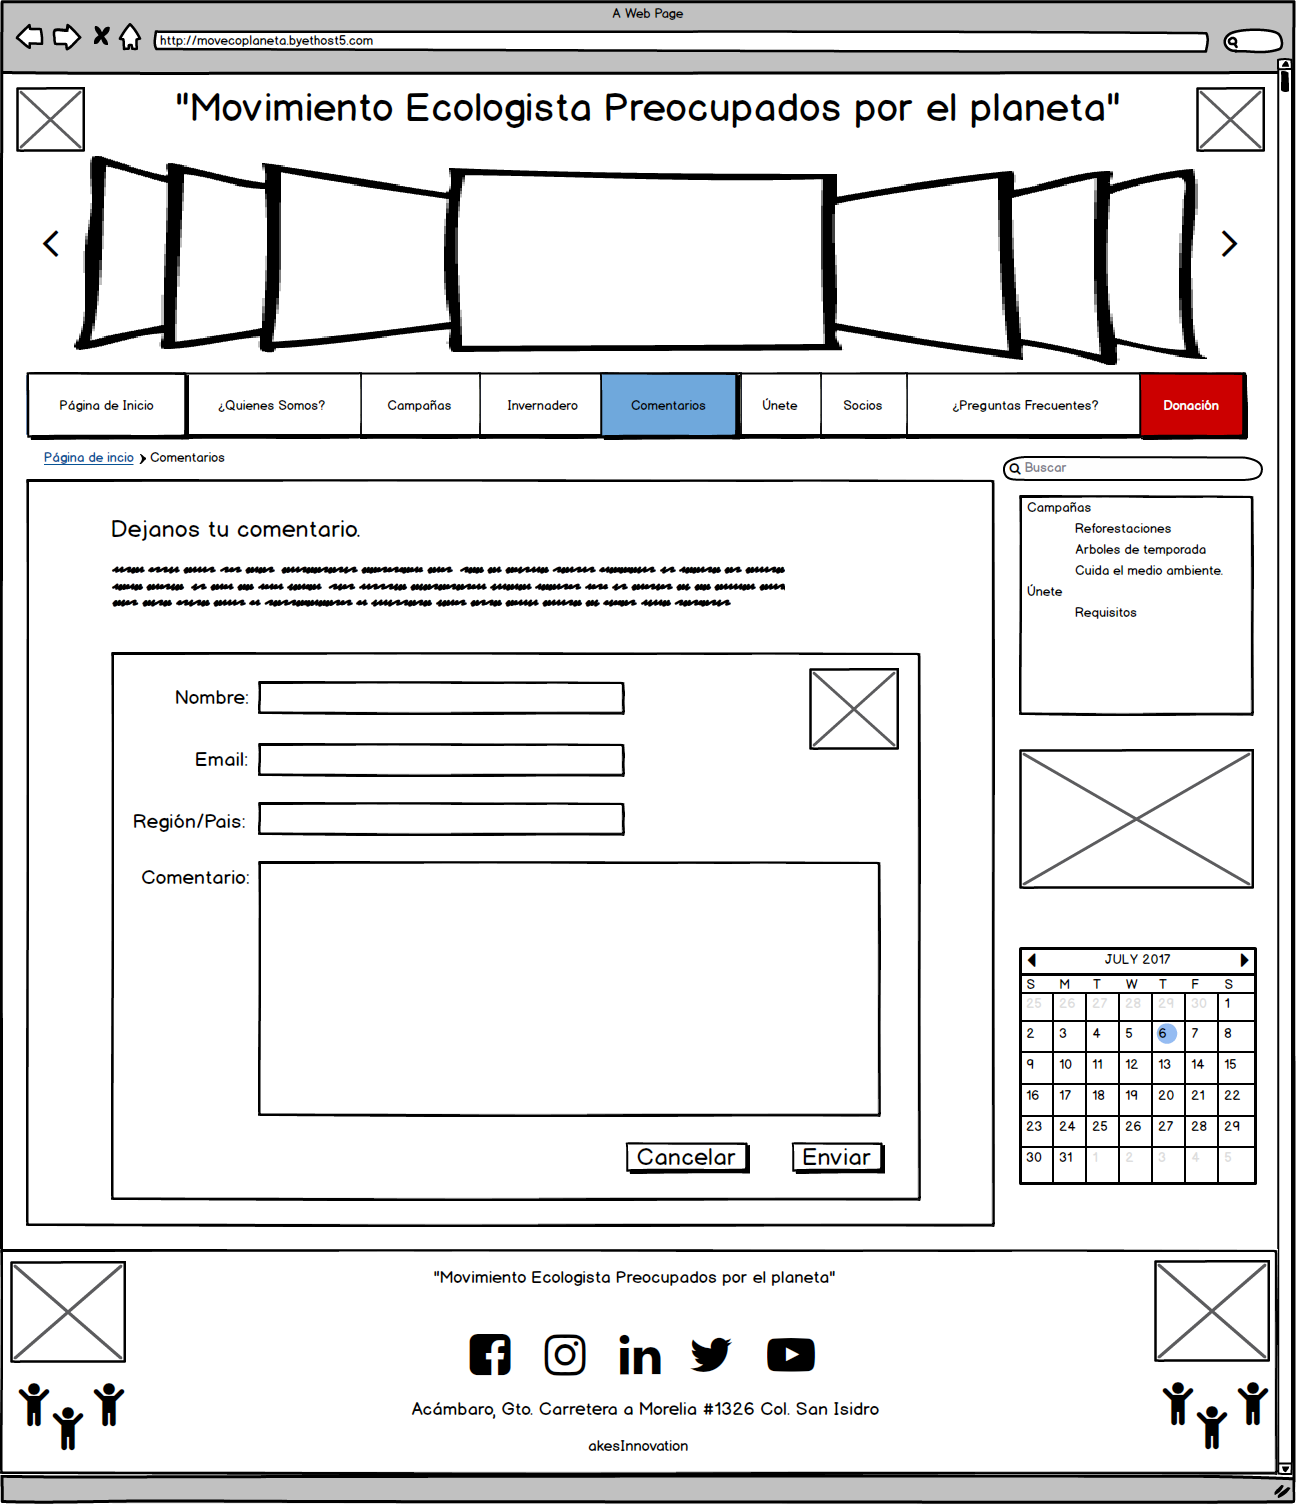 A Web Page
http://movecoplaneta.byethost5.com
"Movimiento Ecologista Preocupados por el planeta"
Página de Inicio ¿Quienes Somos? Campañas Invernadero Comentarios Únete Socios ¿Preguntas Frecuentes? Donación
Página de incio Comentarios
Buscar
Campañas
Reforestaciones
Arboles de temporada
Cuida el medio ambiente.
Únete
Requisitos
Dejanos tu comentario.
Nombre:
Email:
Región/Pais:
Comentario:
Cancelar Enviar
JULY 2017
S M T W T F S
25 26 27 28 29 30 1
2 3 4 5 6 7 8
9 10 11 12 13 14 15
16 17 18 19 20 21 22
23 24 25 26 27 28 29
30 31 1 2 3 4 5
"Movimiento Ecologista Preocupados por el planeta"
Acámbaro, Gto. Carretera a Morelia #1326 Col. San Isidro
akesInnovation